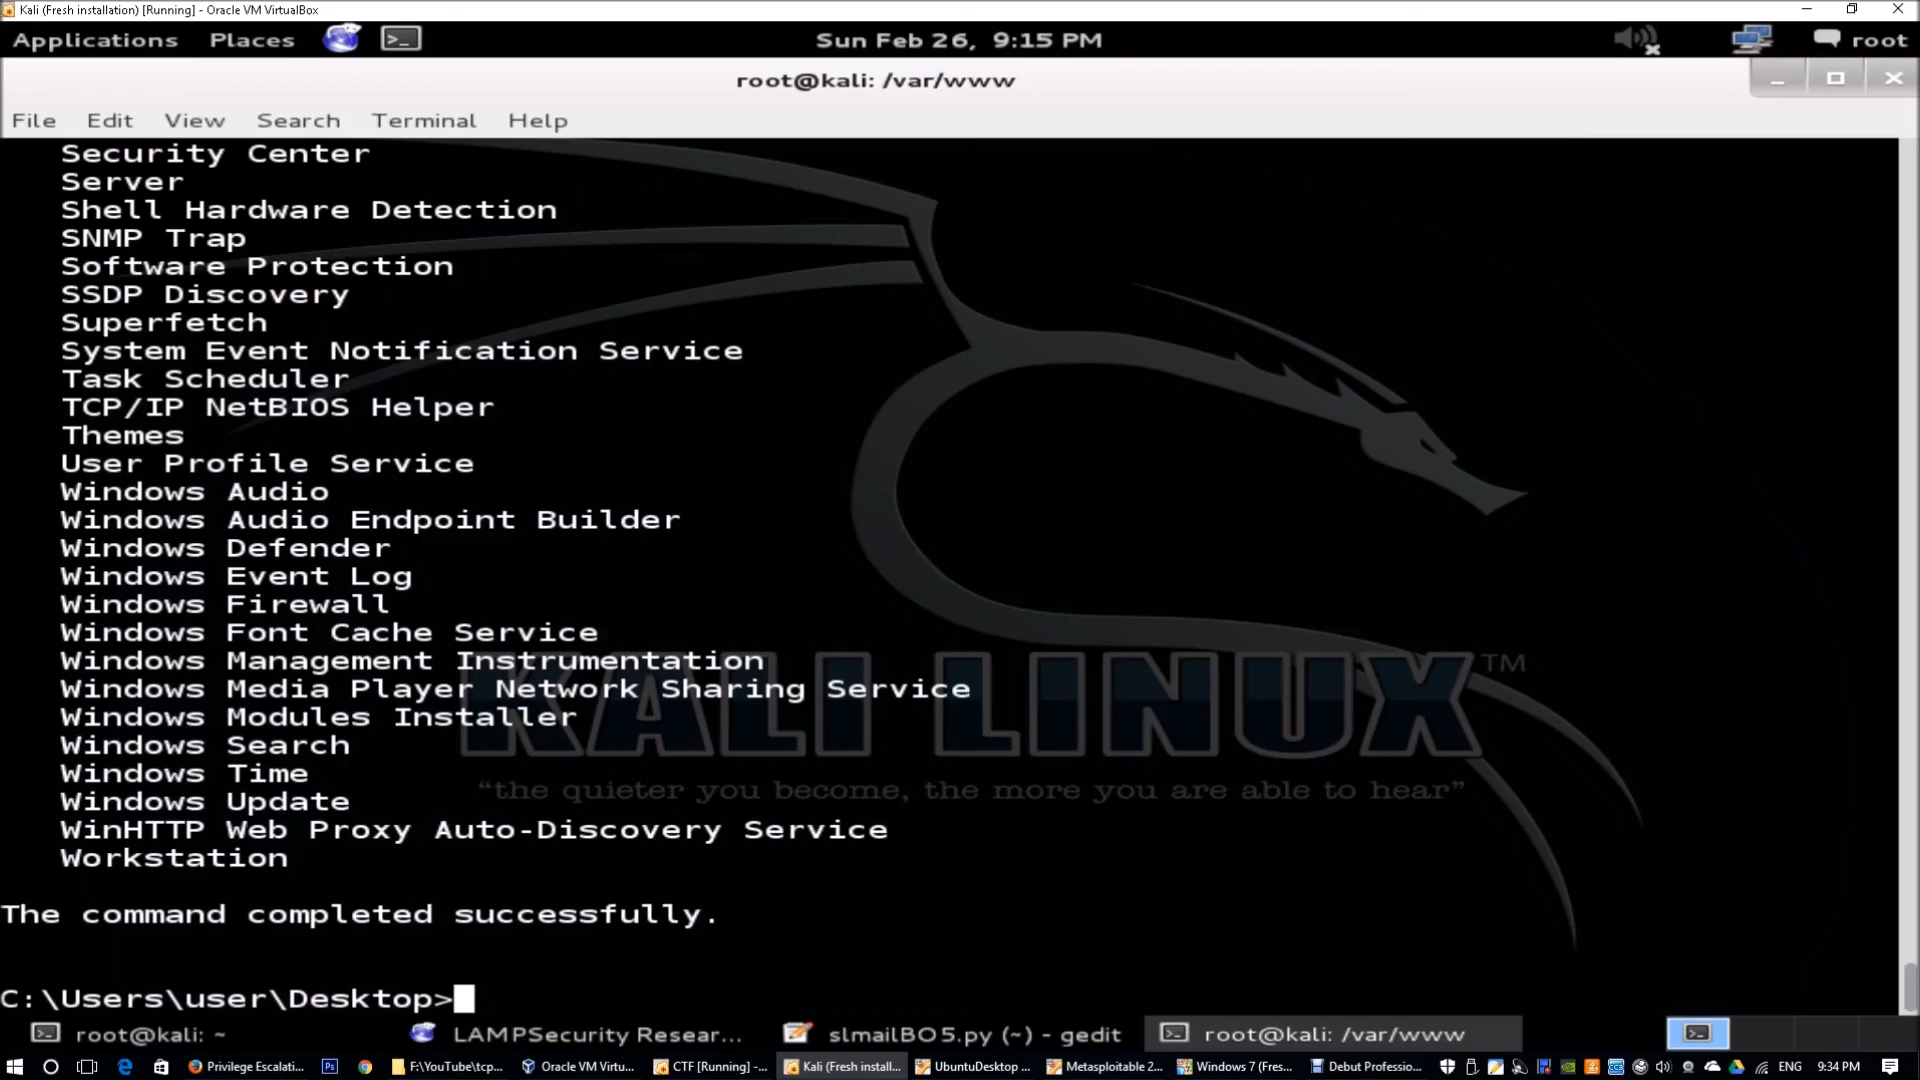 Kali (Fresh installation) [Running] - Oracle VM VirtualBox
Applications Places Sun Feb 26, 9:15 PM root
root@kali: /var/www
File Edit View Search Terminal Help
Security Center
Server
Shell Hardware Detection
SNMP Trap
Software Protection
SSDP Discovery
Superfetch
System Event Notification Service
Task Scheduler
TCP/IP NetBIOS Helper
Themes
User Profile Service
Windows Audio
Windows Audio Endpoint Builder
Windows Defender
Windows Event Log
Windows Firewall
Windows Font Cache Service
Windows Management Instrumentation
Windows Media Player Network Sharing Service
Windows Modules Installer
Windows Search
Windows Time
Windows Update
WinHTTP Web Proxy Auto-Discovery Service
Workstation
KALI LINUX™
“the quieter you become, the more you are able to hear”
The command completed successfully.
C:\Users\user\Desktop>
root@kali: ~ LAMPSecurity Resear... slmailBO5.py (~) - gedit root@kali: /var/www
Privilege Escalati... Ps F:\YouTube\tcp... Oracle VM Virtu... CTF [Running] -... Kali (Fresh install... UbuntuDesktop ... Metasploitable 2... Windows 7 (Fres... Debut Professio... ENG 9:34 PM